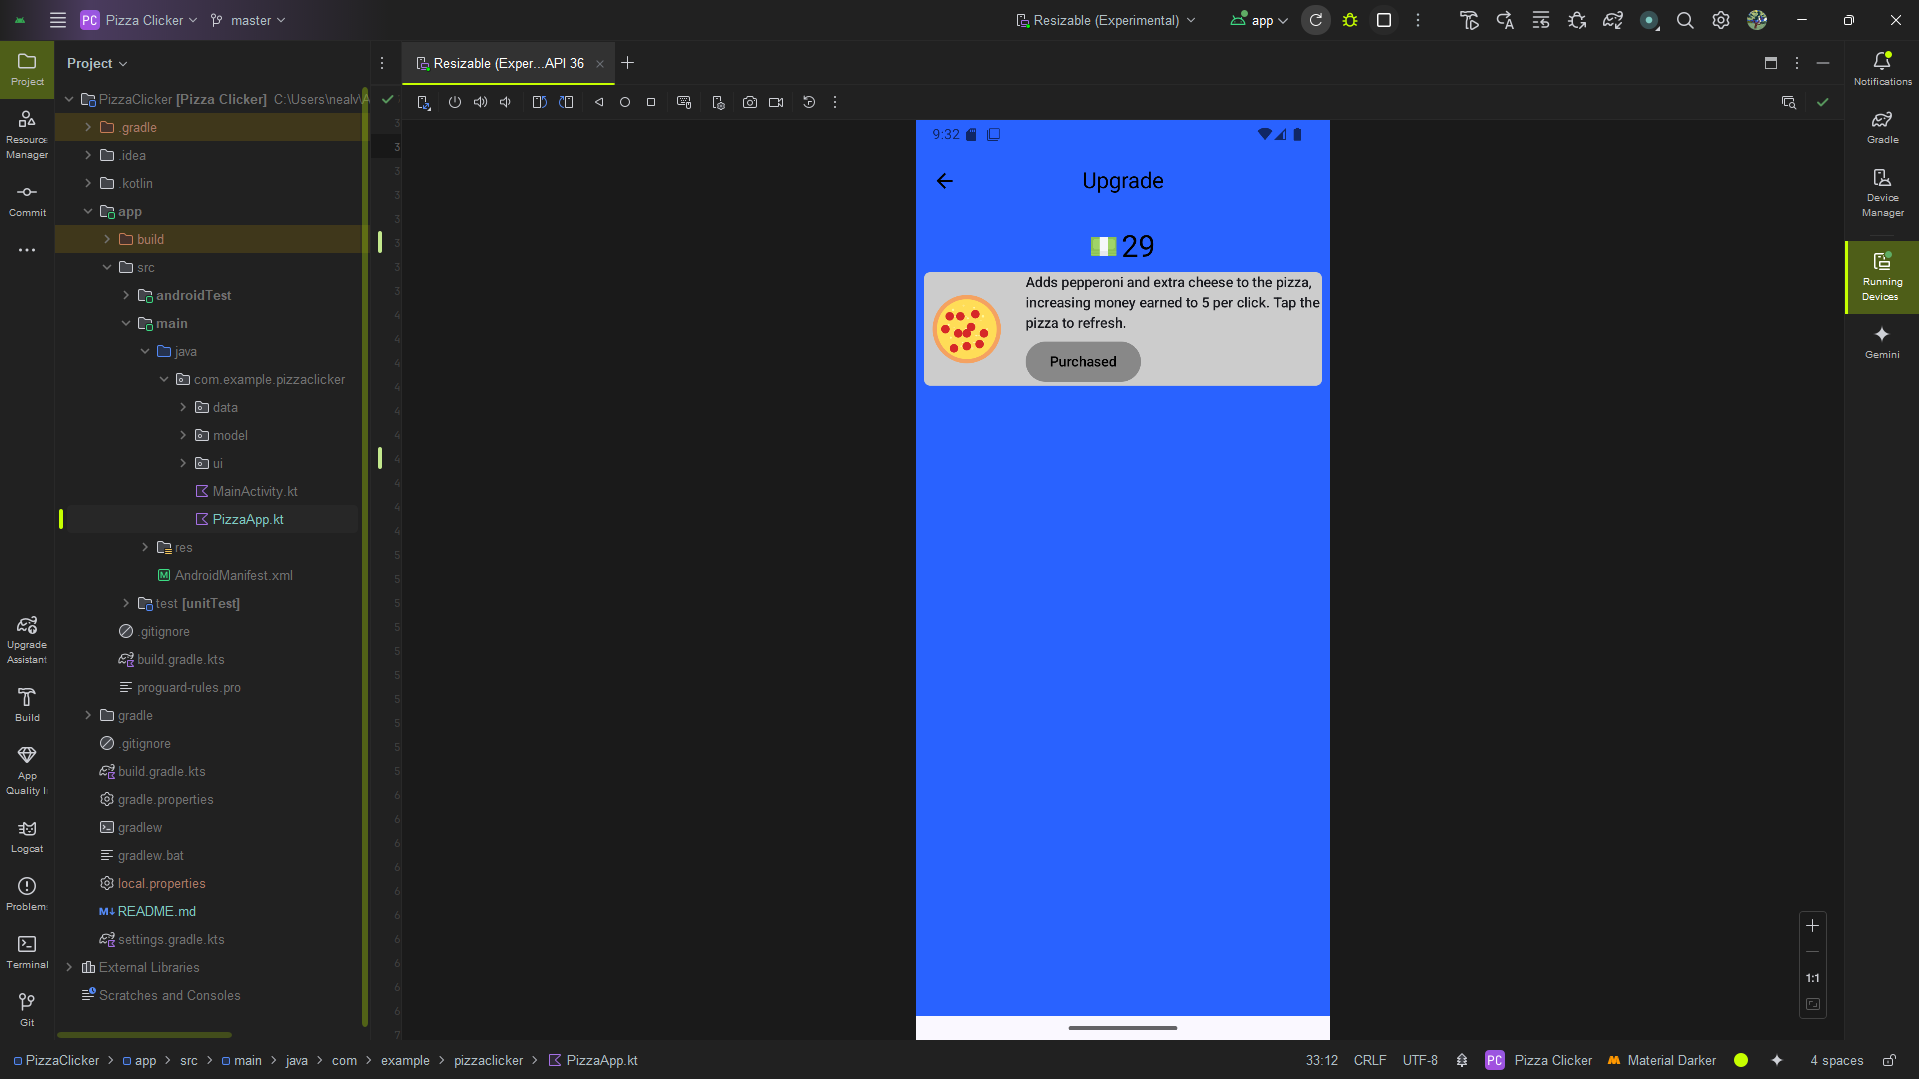 PC Pizza Clicker master Resizable (Experimental) app
Project
Resource
Manager
Commit
Upgrade
Assistant
Build
App
Quality I
Logcat
Problem
Terminal
Git
Project
PizzaClicker [Pizza Clicker] C:\Users\nealv\A
.gradle
.idea
.kotlin
app
build
src
androidTest
main
java
com.example.pizzaclicker
data
model
ui
MainActivity.kt
PizzaApp.kt
res
AndroidManifest.xml
test [unitTest]
.gitignore
build.gradle.kts
proguard-rules.pro
gradle
.gitignore
build.gradle.kts
gradle.properties
gradlew
gradlew.bat
local.properties
README.md
settings.gradle.kts
External Libraries
Scratches and Consoles
Resizable (Exper...API 36
9:32
Upgrade
29
Adds pepperoni and extra cheese to the pizza,
increasing money earned to 5 per click. Tap the
pizza to refresh.
Purchased
1:1
Notifications
Gradle
Device
Manager
Running
Devices
Gemini
PizzaClicker app src main java com example pizzaclicker PizzaApp.kt
33:12 CRLF UTF-8 PC Pizza Clicker Material Darker 4 spaces